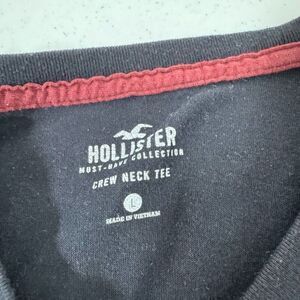 HOLLISTER
MUST-HAVE COLLECTION
CREW NECK TEE
L
MADE IN VIETNAM